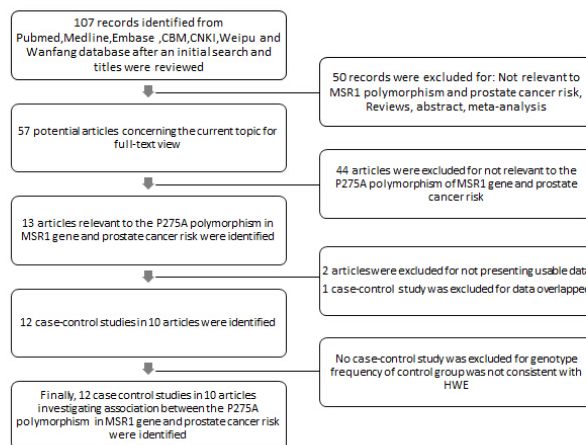 107 records identified from
Pubmed,Medline,Embase ,CBM,CNKI,Weipu and
Wanfang database after an initial search and
titles were reviewed
50 records were excluded for: Not relevant to
MSR1 polymorphism and prostate cancer risk,
Reviews, abstract, meta-analysis
57 potential articles concerning the current topic for
full-text view
44 articles were excluded for not relevant to the
P275A polymorphism of MSR1 gene and prostate
cancer risk
13 articles relevant to the P275A polymorphism in
MSR1 gene and prostate cancer risk were identified
2 articles were excluded for not presenting usable data
1 case-control study was excluded for data overlapped
12 case-control studies in 10 articles were identified
No case-control study was excluded for genotype
frequency of control group was not consistent with
HWE
Finally, 12 case control studies in 10 articles
investigating association between the P275A
polymorphism in MSR1 gene and prostate cancer risk
were identified